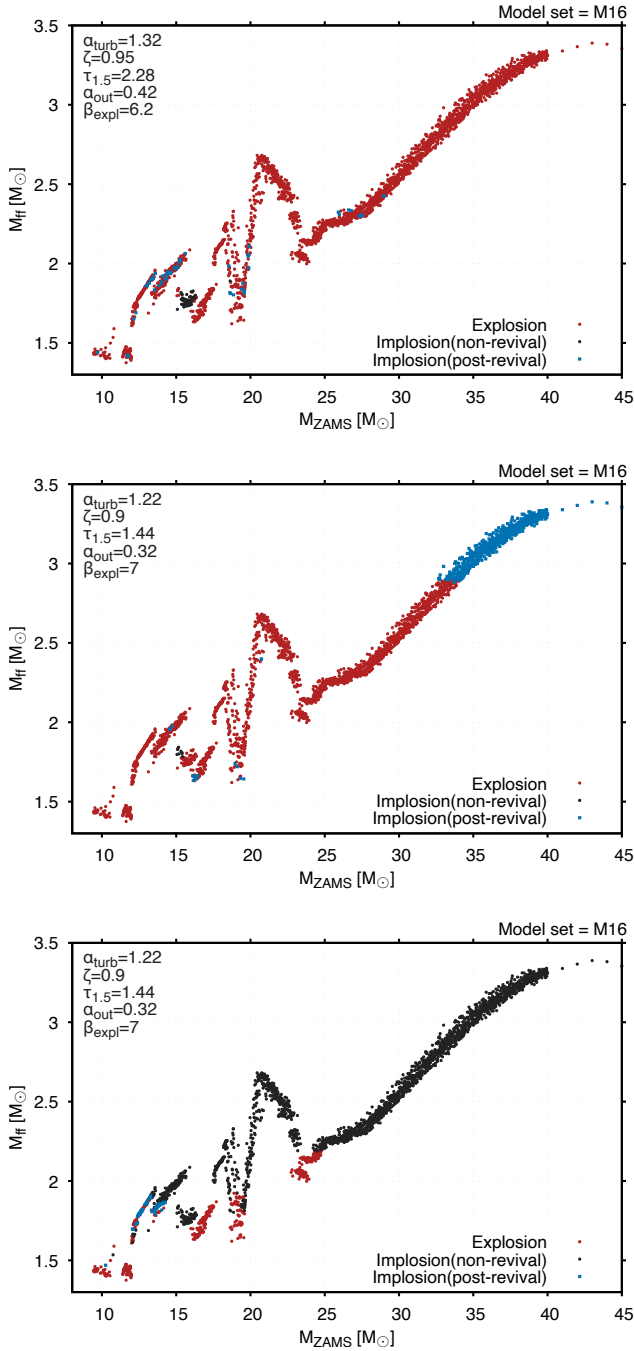 Model set = M16
3.5
α_turb=1.32
ζ=0.95
τ_1.5=2.28
α_out=0.42
β_expl=6.2
3
2.5
M_ff [M_⊙]
2
Explosion
Implosion(non-revival)
1.5
Implosion(post-revival)
10 15 20 25 30 35 40 45
M_ZAMS [M_⊙]
Model set = M16
3.5
α_turb=1.22
ζ=0.9
τ_1.5=1.44
α_out=0.32
β_expl=7
3
2.5
M_ff [M_⊙]
2
Explosion
Implosion(non-revival)
1.5
Implosion(post-revival)
10 15 20 25 30 35 40 45
M_ZAMS [M_⊙]
Model set = M16
3.5
α_turb=1.22
ζ=0.9
τ_1.5=1.44
α_out=0.32
β_expl=7
3
2.5
M_ff [M_⊙]
2
Explosion
Implosion(non-revival)
1.5
Implosion(post-revival)
10 15 20 25 30 35 40 45
M_ZAMS [M_⊙]